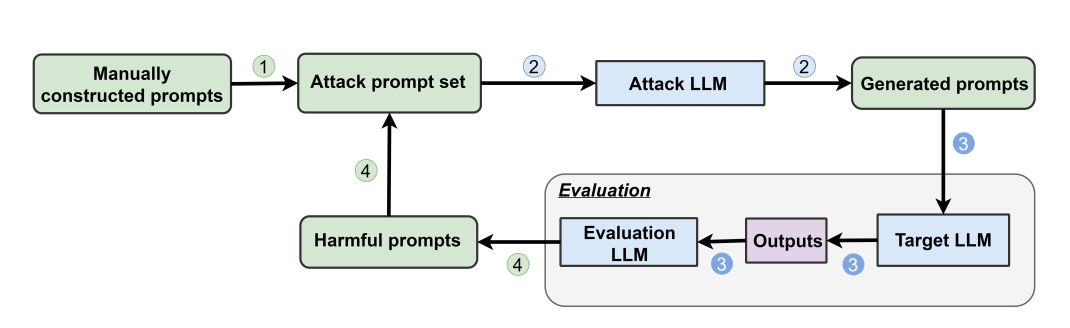 Manually
constructed prompts
1
Attack prompt set
2
Attack LLM
2
Generated prompts
3
4
Evaluation
Harmful prompts
4
Evaluation
LLM
3
Outputs
3
Target LLM